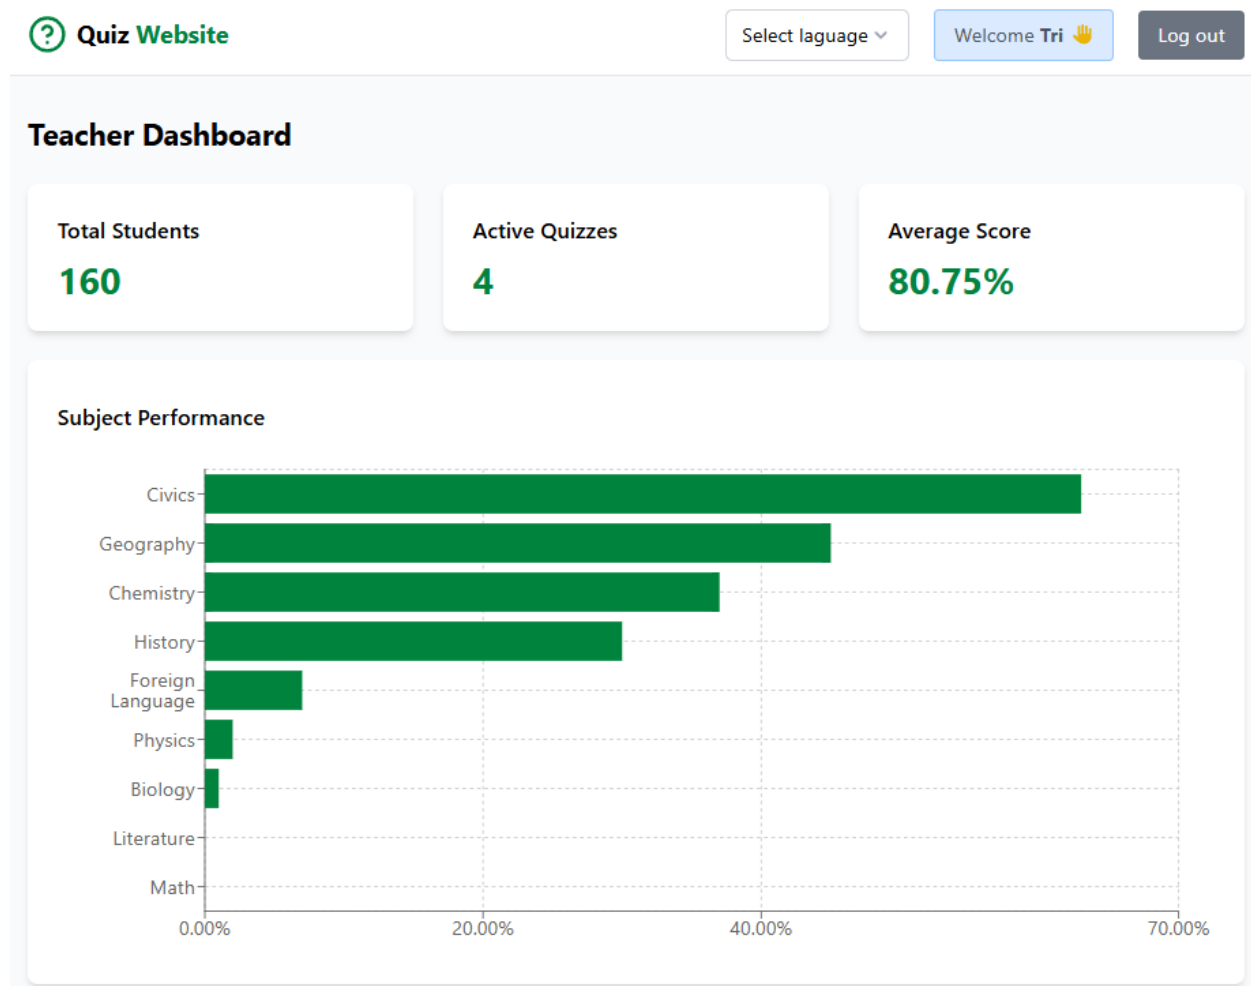 Quiz Website
Select laguage
Welcome Tri 👋
Log out
Teacher Dashboard
Total Students
160
Active Quizzes
4
Average Score
80.75%
Subject Performance
Civics
Geography
Chemistry
History
Foreign
Language
Physics
Biology
Literature
Math
0.00%
20.00%
40.00%
70.00%